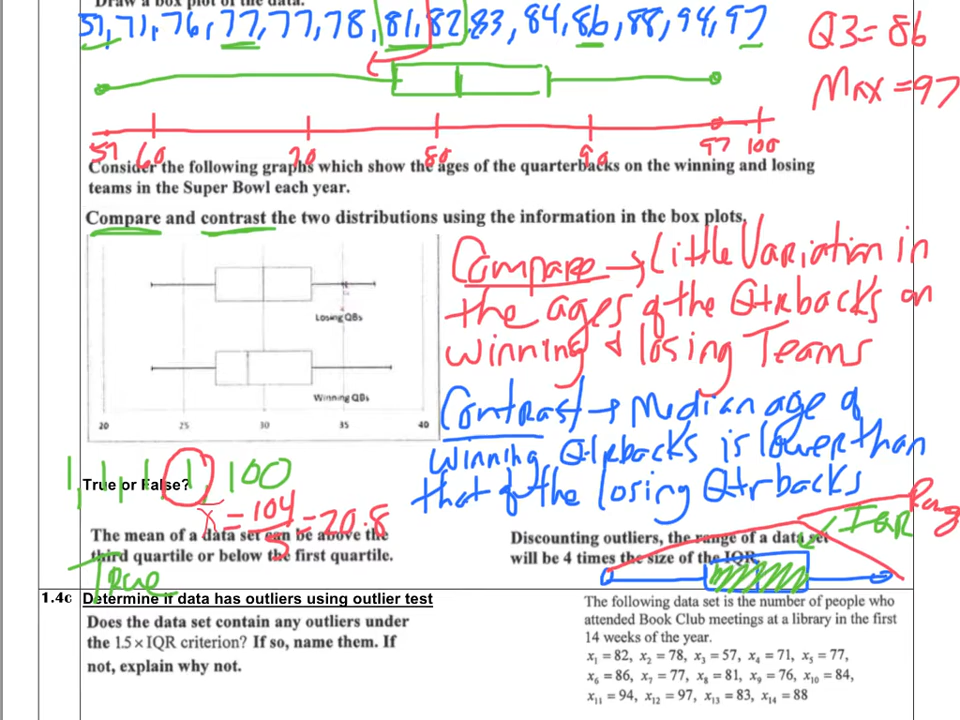 Draw a box plot of the data.
57, 71, 76, 77, 77, 78, 81, 82, 83, 84, 86, 88, 94, 97
Q3=86
Max=97
57 60 70 80 90 97 100
Consider the following graphs which show the ages of the quarterbacks on the winning and losing
teams in the Super Bowl each year.
Compare and contrast the two distributions using the information in the box plots.
Losing QBs
Winning QBs
20 25 30 35 40
Compare → Little Variation in
the ages of the Qtrbacks on
winning & losing Teams
Contrast → Median age of
winning Qtrbacks is lower than
that of the losing Qtrbacks
1, 1, 1, 1, 100
True or False?
x̄ = 104/5 = 20.8
The mean of a data set can be above the
third quartile or below the first quartile.
True
Discounting outliers, the range of a data set
will be 4 times the size of the IQR.
IQR
1.4c Determine if data has outliers using outlier test
Does the data set contain any outliers under
the 1.5 × IQR criterion? If so, name them. If
not, explain why not.
The following data set is the number of people who
attended Book Club meetings at a library in the first
14 weeks of the year.
x₁ = 82, x₂ = 78, x₃ = 57, x₄ = 71, x₅ = 77,
x₆ = 86, x₇ = 77, x₈ = 81, x₉ = 76, x₁₀ = 84,
x₁₁ = 94, x₁₂ = 97, x₁₃ = 83, x₁₄ = 88